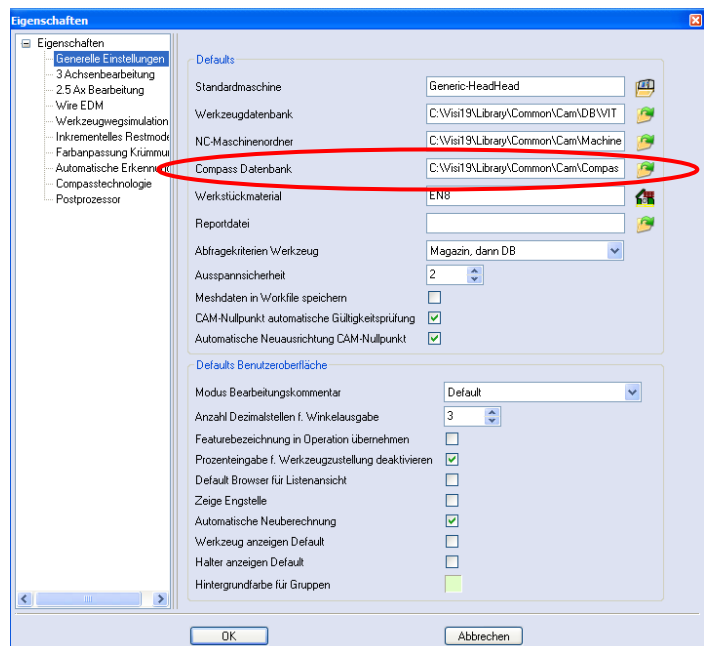 Eigenschaften
Eigenschaften
Generelle Einstellungen
3 Achsenbearbeitung
2.5 Ax Bearbeitung
Wire EDM
Werkzeugwegsimulation
Inkrementelles Restmode
Farbanpassung Krümmu
Automatische Erkennung
Compasstechnologie
Postprozessor
Defaults
Standardmaschine Generic-HeadHead
Werkzeugdatenbank C:\Visi19\Library\Common\Cam\DB\VIT
NC-Maschinenordner C:\Visi19\Library\Common\Cam\Machine
Compass Datenbank C:\Visi19\Library\Common\Cam\Compas
Werkstückmaterial EN8
Reportdatei
Abfragekriterien Werkzeug Magazin, dann DB
Ausspannsicherheit 2
Meshdaten in Workfile speichern
CAM-Nullpunkt automatische Gültigkeitsprüfung
Automatische Neuausrichtung CAM-Nullpunkt
Defaults Benutzeroberfläche
Modus Bearbeitungskommentar Default
Anzahl Dezimalstellen f. Winkelausgabe 3
Featurebezeichnung in Operation übernehmen
Prozenteingabe f. Werkzeugzustellung deaktivieren
Default Browser für Listenansicht
Zeige Engstelle
Automatische Neuberechnung
Werkzeug anzeigen Default
Halter anzeigen Default
Hintergrundfarbe für Gruppen
OK Abbrechen